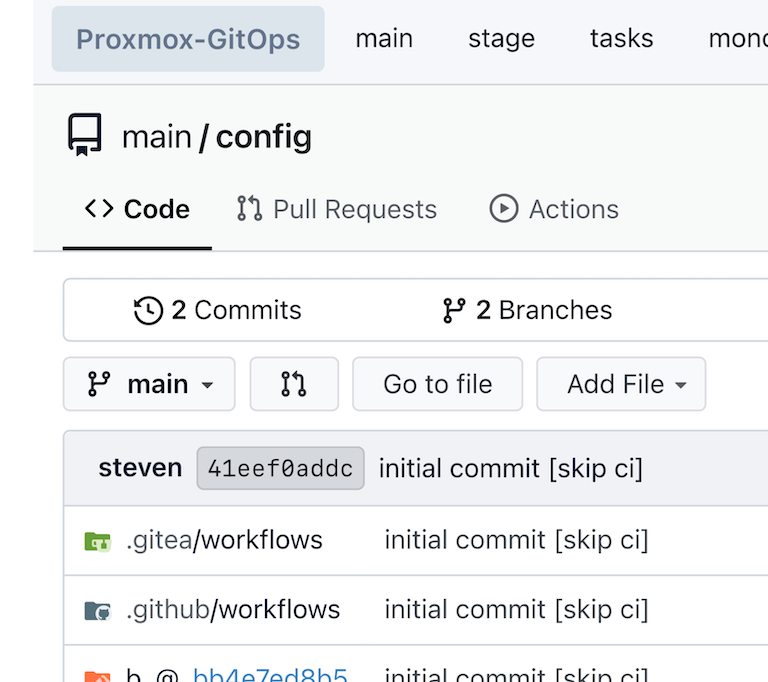 Proxmox-GitOps main stage tasks
main / config
Code Pull Requests Actions
2 Commits 2 Branches
main Go to file Add File
steven 41eef0addc initial commit [skip ci]
.gitea/workflows initial commit [skip ci]
.github/workflows initial commit [skip ci]
b @ bb4e7ed8b5 initial commit [skip ci]